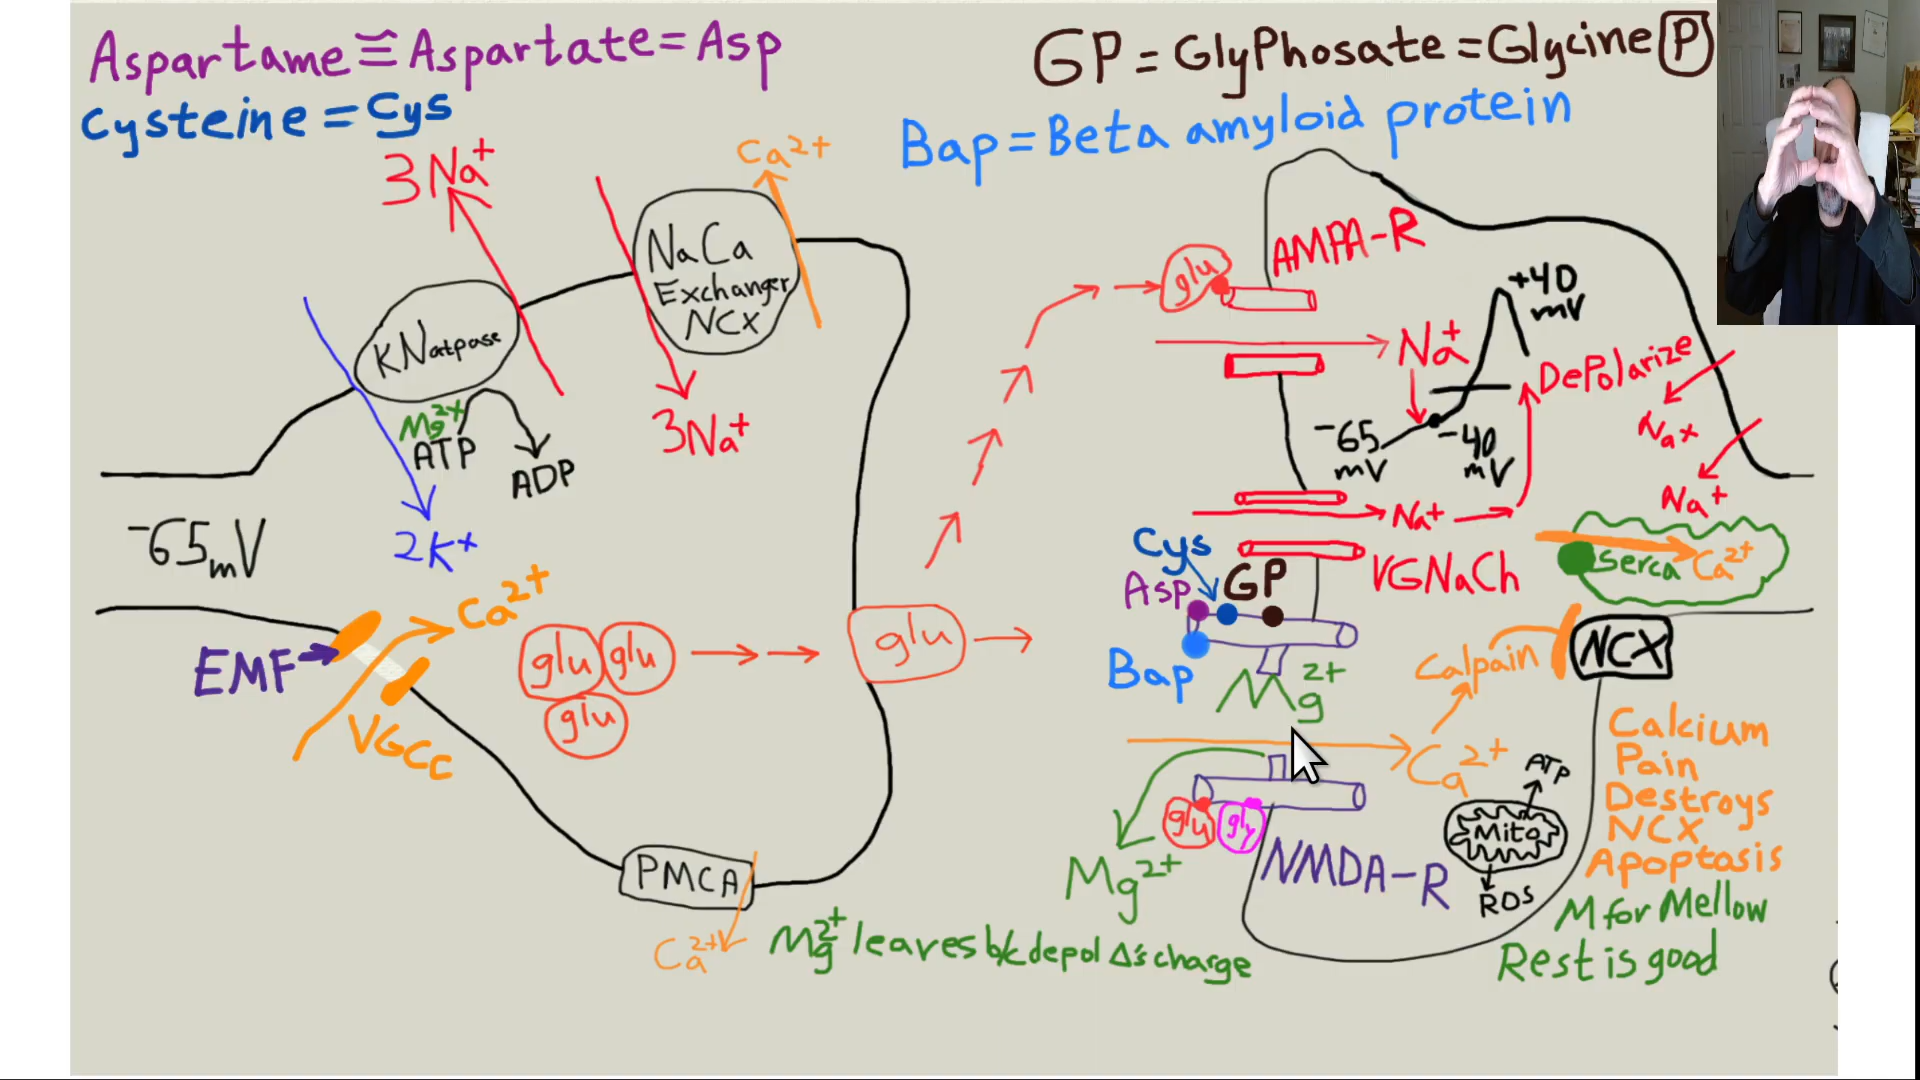 Aspartame ≅ Aspartate = Asp
Cysteine = Cys
GP = GlyPhosate = Glycine P
Bap = Beta amyloid protein
3Na+
Ca2+
NaCa
Exchanger
NCX
KNatpase
Mg2+
ATP
ADP
3Na+
-65mV
2K+
Ca2+
EMF
VGCC
glu glu
glu
glu
PMCA
Ca2+
Mg2+ leaves b/c depol Δ's charge
glu
AMPA-R
Na+
+40
mV
DePolarize
-65
mV
-40
mV
Na+
Na+
Na+
VGNaCh
Serca Ca2+
Cys
Asp
GP
Bap
Mg2+
Calpain
NCX
Ca2+
ATP
Mito
ROS
glu gly
Mg2+
NMDA-R
Calcium
Pain
Destroys
NCX
Apoptasis
M for Mellow
Rest is good